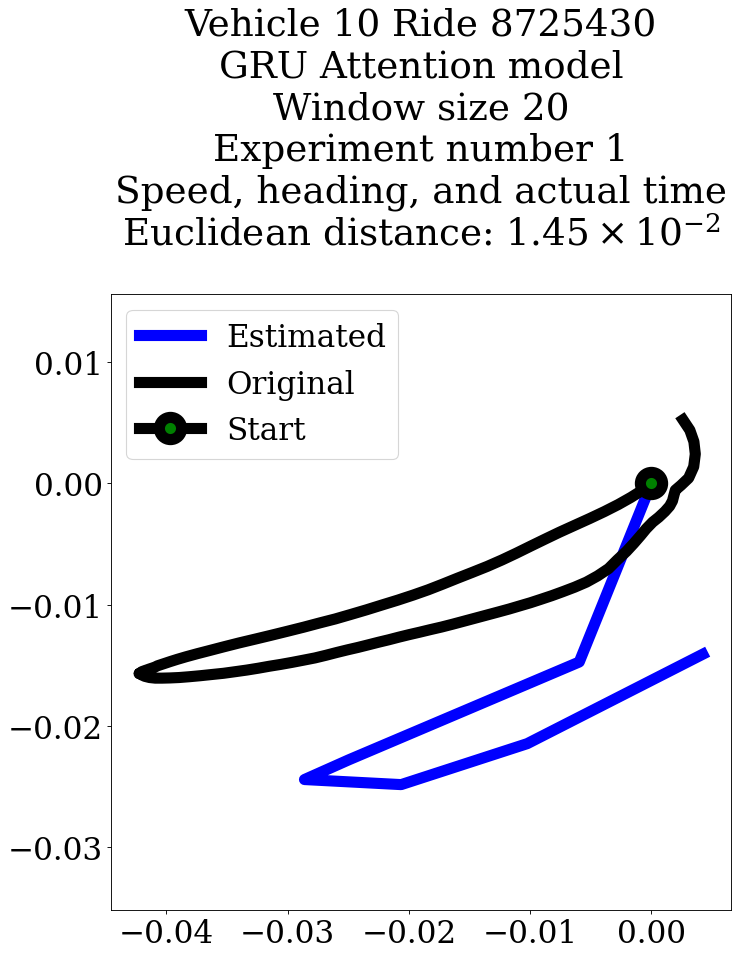 Vehicle 10 Ride 8725430
GRU Attention model
Window size 20
Experiment number 1
Speed, heading, and actual time
Euclidean distance: 1.45 × 10⁻²
Estimated
Original
Start
0.01
0.00
−0.01
−0.02
−0.03
−0.04 −0.03 −0.02 −0.01 0.00